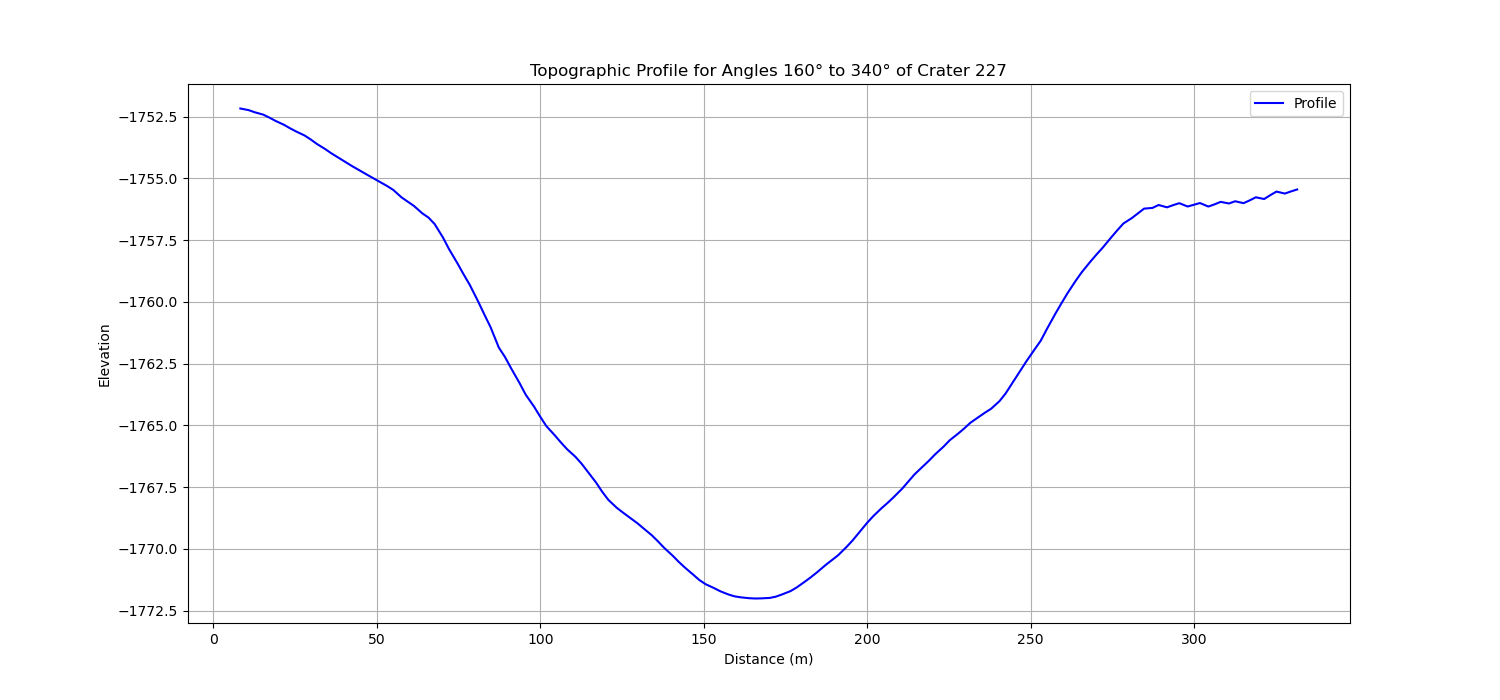 Topographic Profile for Angles 160° to 340° of Crater 227
Profile
−1752.5
−1755.0
−1757.5
−1760.0
−1762.5
−1765.0
−1767.5
−1770.0
−1772.5
Elevation
0 50 100 150 200 250 300
Distance (m)